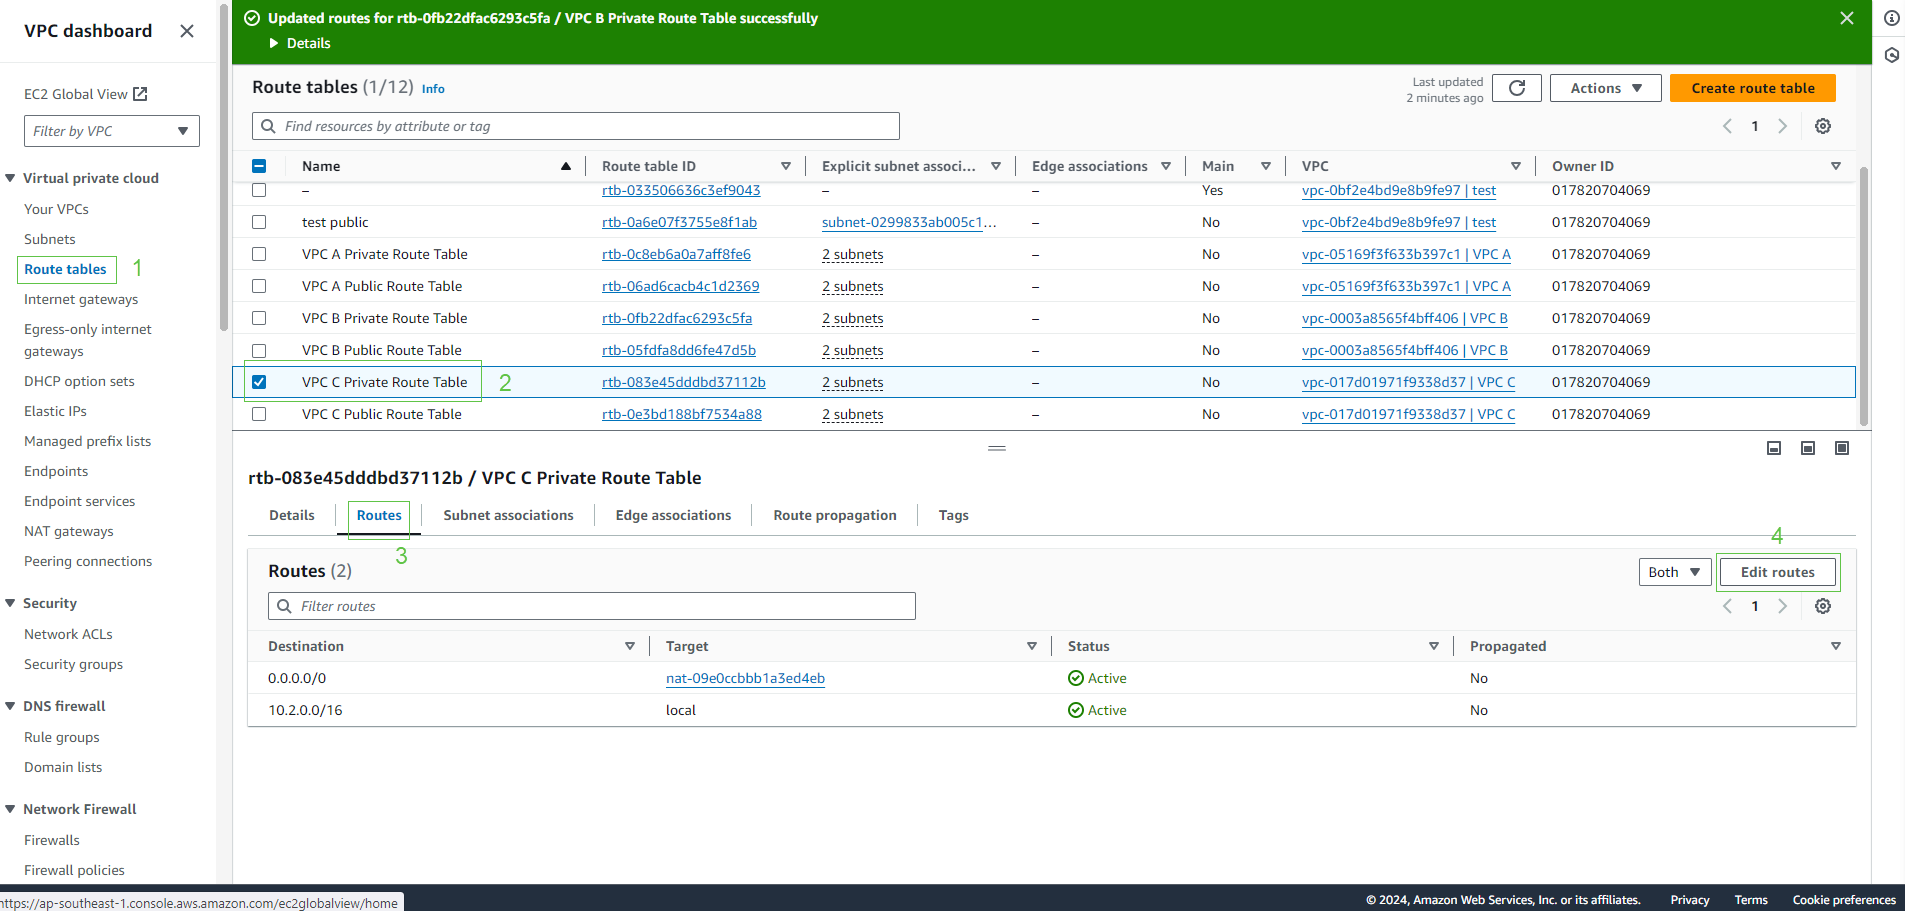 VPC dashboard
EC2 Global View
Filter by VPC
Virtual private cloud
Your VPCs
Subnets
Route tables
1
Internet gateways
Egress-only internet
gateways
DHCP option sets
Elastic IPs
Managed prefix lists
Endpoints
Endpoint services
NAT gateways
Peering connections
Security
Network ACLs
Security groups
DNS firewall
Rule groups
Domain lists
Network Firewall
Firewalls
Firewall policies
Updated routes for rtb-0fb22dfac6293c5fa / VPC B Private Route Table successfully
Details
Route tables (1/12) Info
Last updated
2 minutes ago
Actions
Create route table
Find resources by attribute or tag
1
Name Route table ID Explicit subnet associ... Edge associations Main VPC Owner ID
– rtb-033506636c3ef9043 – – Yes vpc-0bf2e4bd9e8b9fe97 | test 017820704069
test public rtb-0a6e07f3755e8f1ab subnet-0299833ab005c1... – No vpc-0bf2e4bd9e8b9fe97 | test 017820704069
VPC A Private Route Table rtb-0c8eb6a0a7aff8fe6 2 subnets – No vpc-05169f3f633b397c1 | VPC A 017820704069
VPC A Public Route Table rtb-06ad6cacb4c1d2369 2 subnets – No vpc-05169f3f633b397c1 | VPC A 017820704069
VPC B Private Route Table rtb-0fb22dfac6293c5fa 2 subnets – No vpc-0003a8565f4bff406 | VPC B 017820704069
VPC B Public Route Table rtb-05fdfa8dd6fe47d5b 2 subnets – No vpc-0003a8565f4bff406 | VPC B 017820704069
VPC C Private Route Table 2 rtb-083e45dddbd37112b 2 subnets – No vpc-017d01971f9338d37 | VPC C 017820704069
VPC C Public Route Table rtb-0e3bd188bf7534a88 2 subnets – No vpc-017d01971f9338d37 | VPC C 017820704069
rtb-083e45dddbd37112b / VPC C Private Route Table
Details Routes Subnet associations Edge associations Route propagation Tags
3
4
Routes (2)
Both
Edit routes
Filter routes
1
Destination Target Status Propagated
0.0.0.0/0 nat-09e0ccbbb1a3ed4eb Active No
10.2.0.0/16 local Active No
https://ap-southeast-1.console.aws.amazon.com/ec2globalview/home
© 2024, Amazon Web Services, Inc. or its affiliates. Privacy Terms Cookie preferences